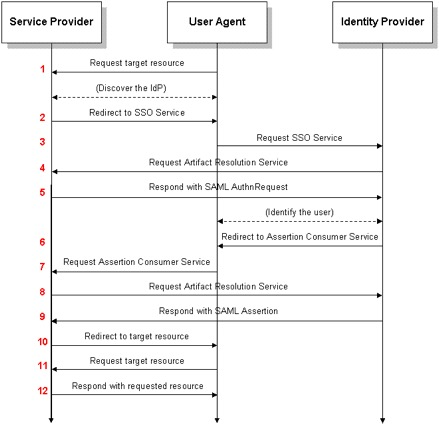 Service Provider
User Agent
Identity Provider
1 Request target resource
(Discover the IdP)
2 Redirect to SSO Service
3 Request SSO Service
4 Request Artifact Resolution Service
5 Respond with SAML AuthnRequest
(Identify the user)
6 Redirect to Assertion Consumer Service
7 Request Assertion Consumer Service
8 Request Artifact Resolution Service
9 Respond with SAML Assertion
10 Redirect to target resource
11 Request target resource
12 Respond with requested resource